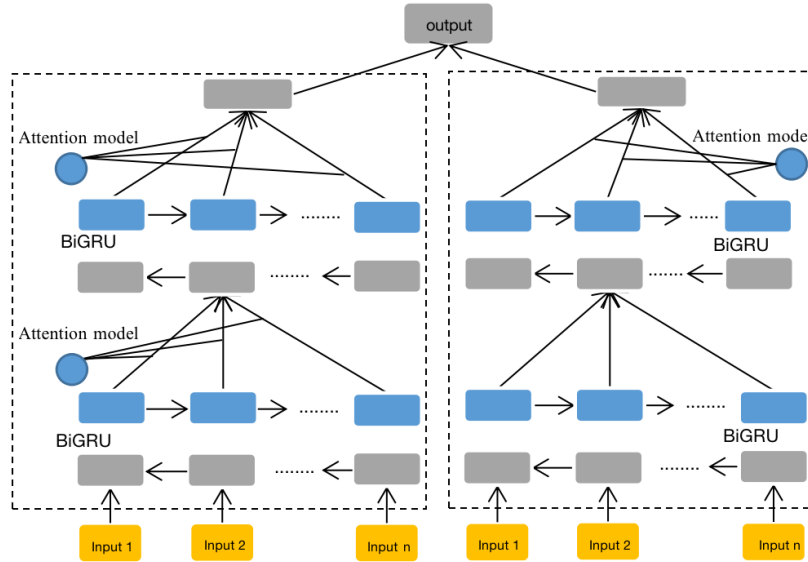 output
Attention model
Attention mode
BiGRU
........
BiGRU
......
........
.......
Attention model
BiGRU
........
BiGRU
.......
........
.......
Input 1
Input 2
Input n
Input 1
Input 2
Input n